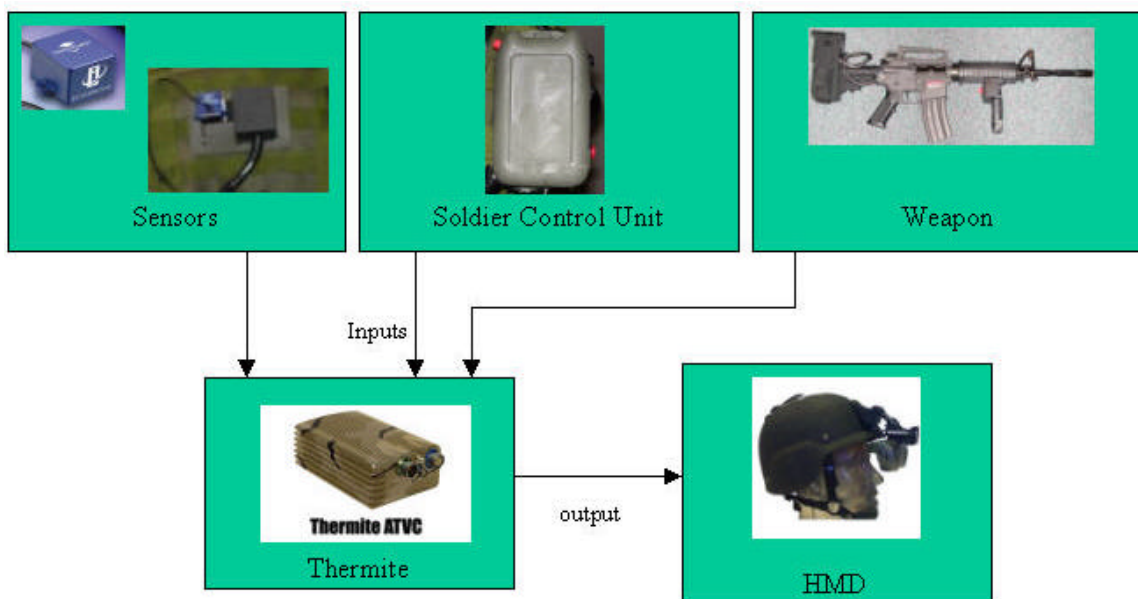 Sensors
Soldier Control Unit
Weapon
Inputs
Thermite ATVC
output
Thermite
HMD